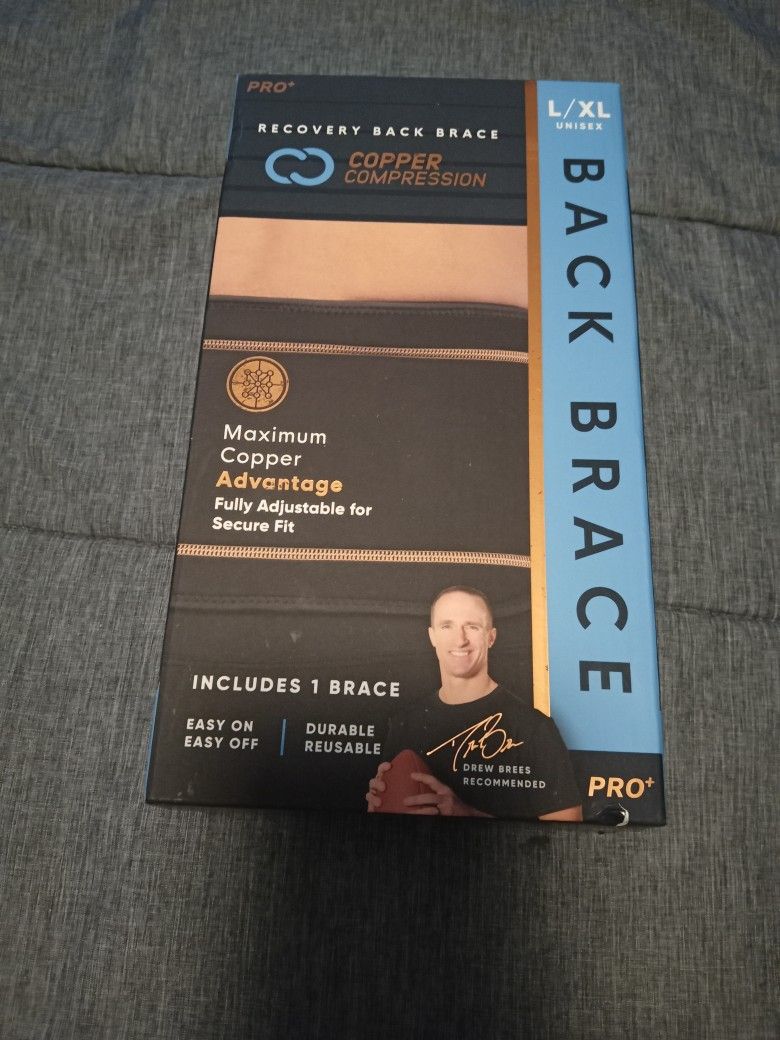 PRO+
RECOVERY BACK BRACE
COPPER
COMPRESSION
Maximum
Copper
Advantage
Fully Adjustable for
Secure Fit
INCLUDES 1 BRACE
EASY ON
EASY OFF
DURABLE
REUSABLE
DREW BREES
RECOMMENDED
L/XL
UNISEX
BACK BRACE
PRO+